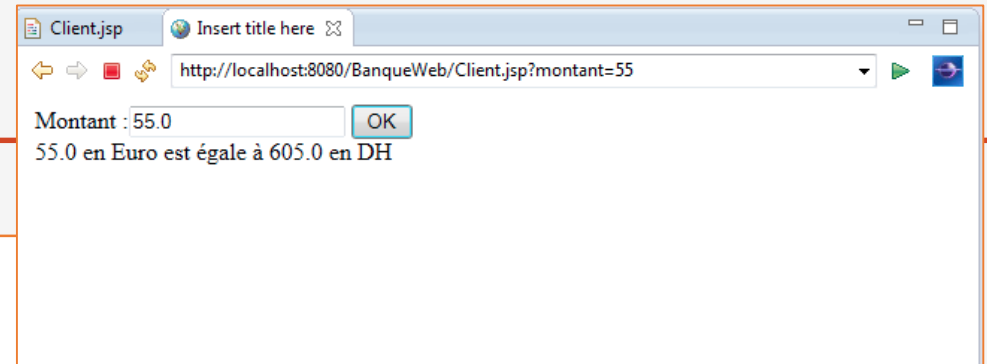 Client.jsp Insert title here
http://localhost:8080/BanqueWeb/Client.jsp?montant=55
Montant : 55.0 OK
55.0 en Euro est égale à 605.0 en DH